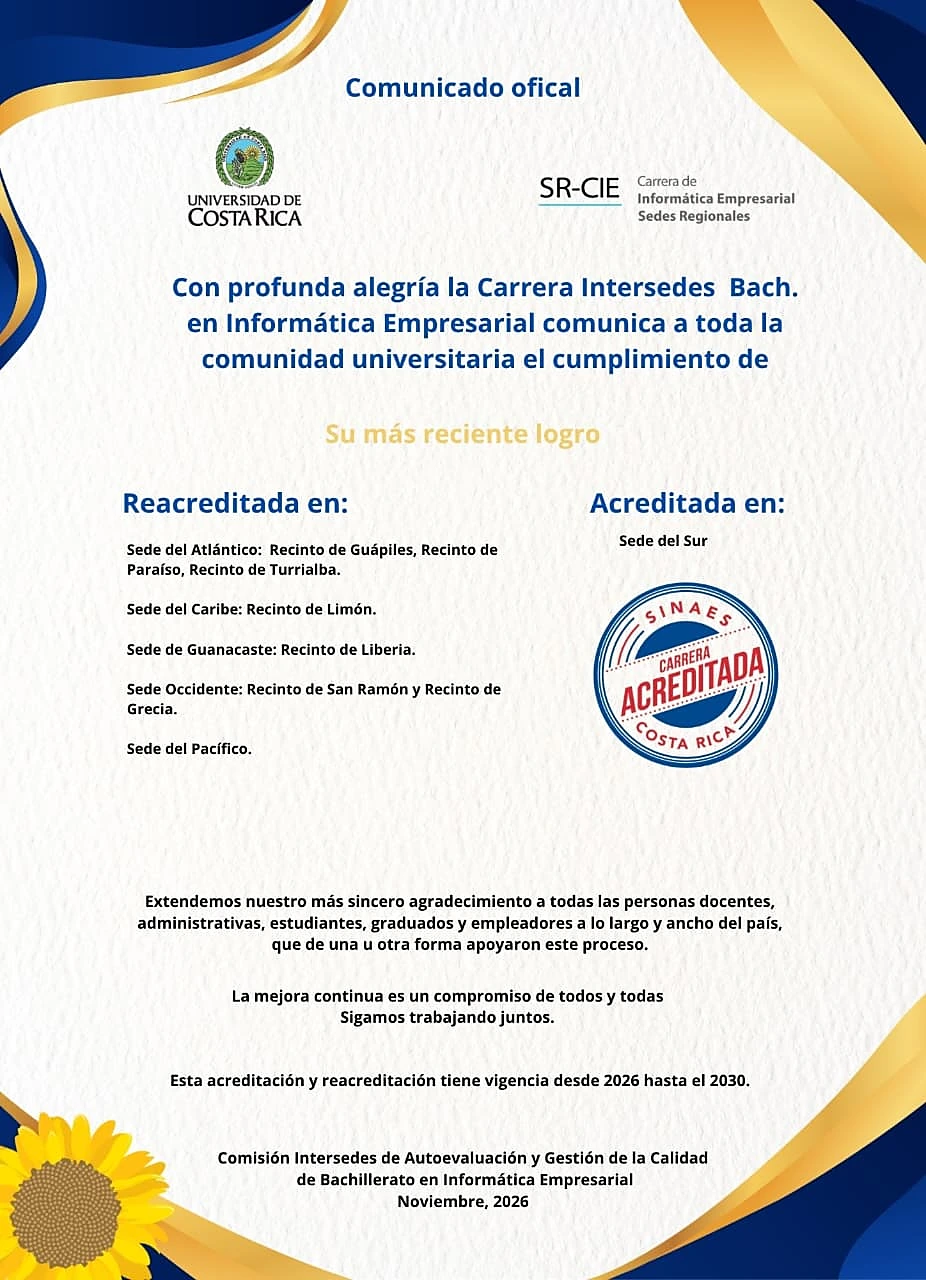 Comunicado ofical
UNIVERSIDAD DE
COSTA RICA
SR-CIE
Carrera de
Informática Empresarial
Sedes Regionales
Con profunda alegría la Carrera Intersedes Bach.
en Informática Empresarial comunica a toda la
comunidad universitaria el cumplimiento de
Su más reciente logro
Reacreditada en:
Sede del Atlántico: Recinto de Guápiles, Recinto de
Paraíso, Recinto de Turrialba.
Sede del Caribe: Recinto de Limón.
Sede de Guanacaste: Recinto de Liberia.
Sede Occidente: Recinto de San Ramón y Recinto de
Grecia.
Sede del Pacífico.
Acreditada en:
Sede del Sur
SINAES
CARRERA
ACREDITADA
COSTA RICA
Extendemos nuestro más sincero agradecimiento a todas las personas docentes,
administrativas, estudiantes, graduados y empleadores a lo largo y ancho del país,
que de una u otra forma apoyaron este proceso.
La mejora continua es un compromiso de todos y todas
Sigamos trabajando juntos.
Esta acreditación y reacreditación tiene vigencia desde 2026 hasta el 2030.
Comisión Intersedes de Autoevaluación y Gestión de la Calidad
de Bachillerato en Informática Empresarial
Noviembre, 2026